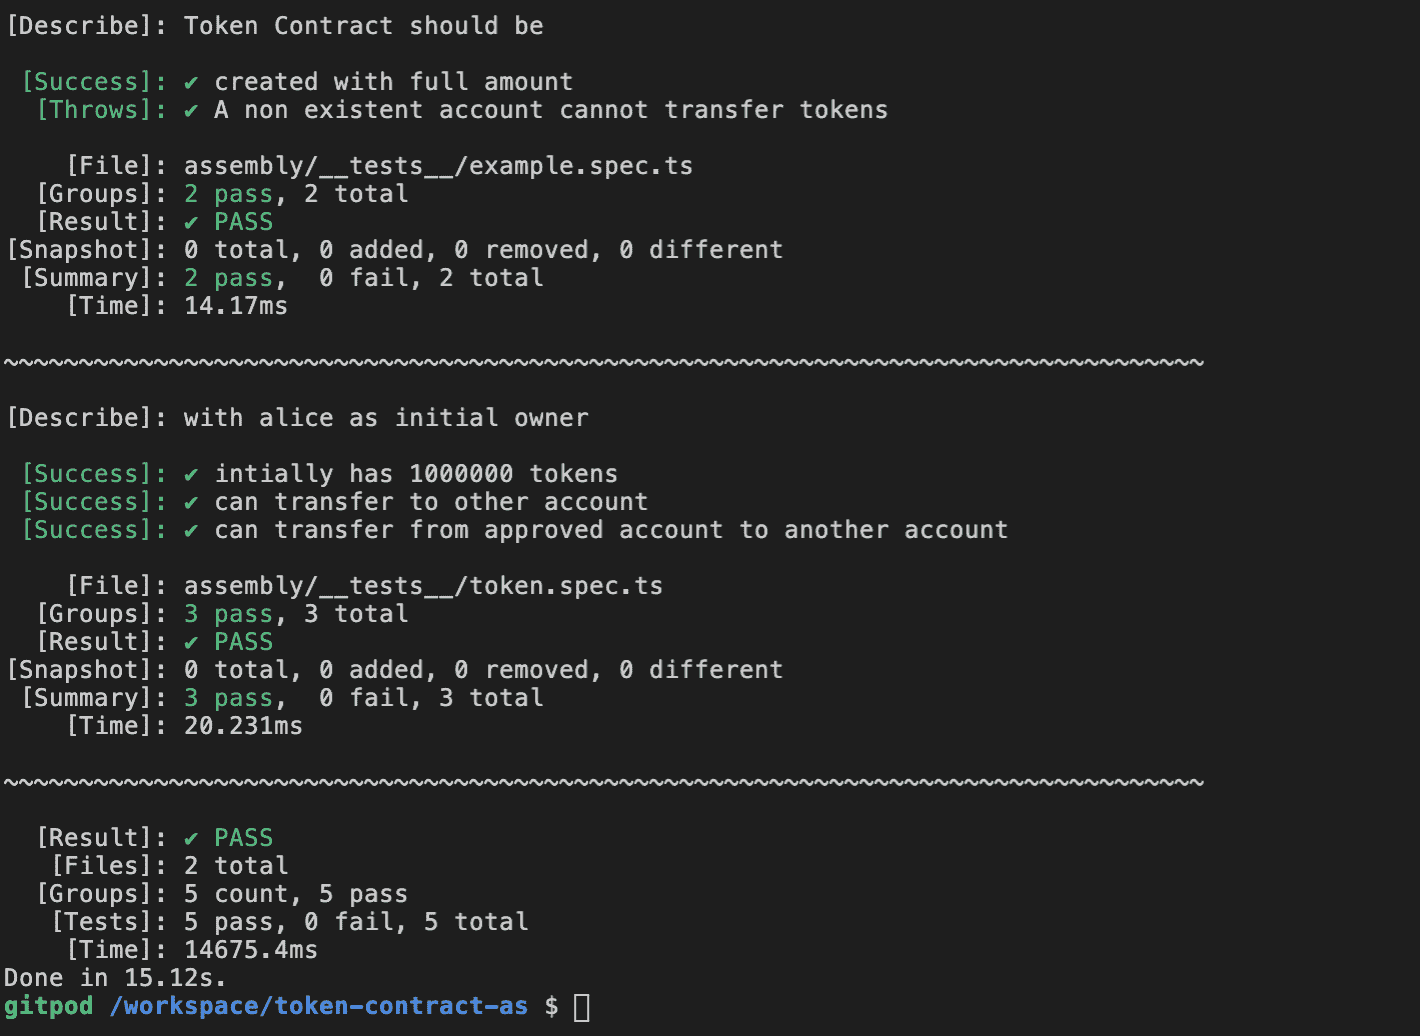 [Describe]: Token Contract should be
[Success]: ✔ created with full amount
[Throws]: ✔ A non existent account cannot transfer tokens
[File]: assembly/__tests__/example.spec.ts
[Groups]: 2 pass, 2 total
[Result]: ✔ PASS
[Snapshot]: 0 total, 0 added, 0 removed, 0 different
[Summary]: 2 pass,  0 fail, 2 total
[Time]: 14.17ms
~~~~~~~~~~~~~~~~~~~~~~~~~~~~~~~~~~~~~~~~~~~~~~~~~~~~~~~~~~~~~~~~~~~~~~~~~~~~~~~~
[Describe]: with alice as initial owner
[Success]: ✔ intially has 1000000 tokens
[Success]: ✔ can transfer to other account
[Success]: ✔ can transfer from approved account to another account
[File]: assembly/__tests__/token.spec.ts
[Groups]: 3 pass, 3 total
[Result]: ✔ PASS
[Snapshot]: 0 total, 0 added, 0 removed, 0 different
[Summary]: 3 pass,  0 fail, 3 total
[Time]: 20.231ms
~~~~~~~~~~~~~~~~~~~~~~~~~~~~~~~~~~~~~~~~~~~~~~~~~~~~~~~~~~~~~~~~~~~~~~~~~~~~~~~~
[Result]: ✔ PASS
[Files]: 2 total
[Groups]: 5 count, 5 pass
[Tests]: 5 pass, 0 fail, 5 total
[Time]: 14675.4ms
Done in 15.12s.
gitpod /workspace/token-contract-as $